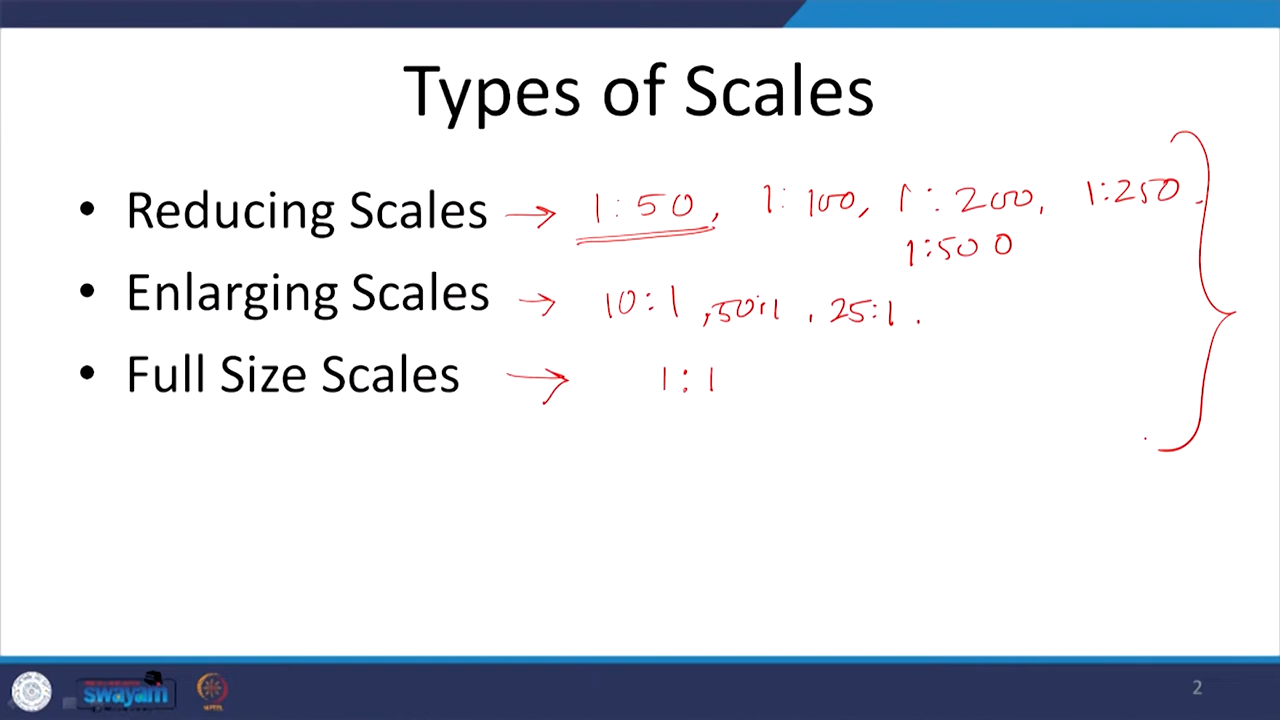 Types of Scales
• Reducing Scales → 1:50, 1:100, 1:200, 1:250.
1:500
• Enlarging Scales → 10:1, 50:1, 25:1.
• Full Size Scales → 1:1
swayam
2